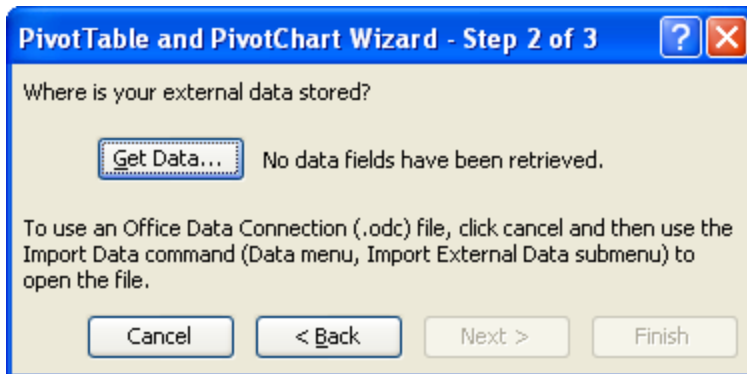 PivotTable and PivotChart Wizard - Step 2 of 3
Where is your external data stored?
Get Data... No data fields have been retrieved.
To use an Office Data Connection (.odc) file, click cancel and then use the
Import Data command (Data menu, Import External Data submenu) to
open the file.
Cancel < Back Next > Finish